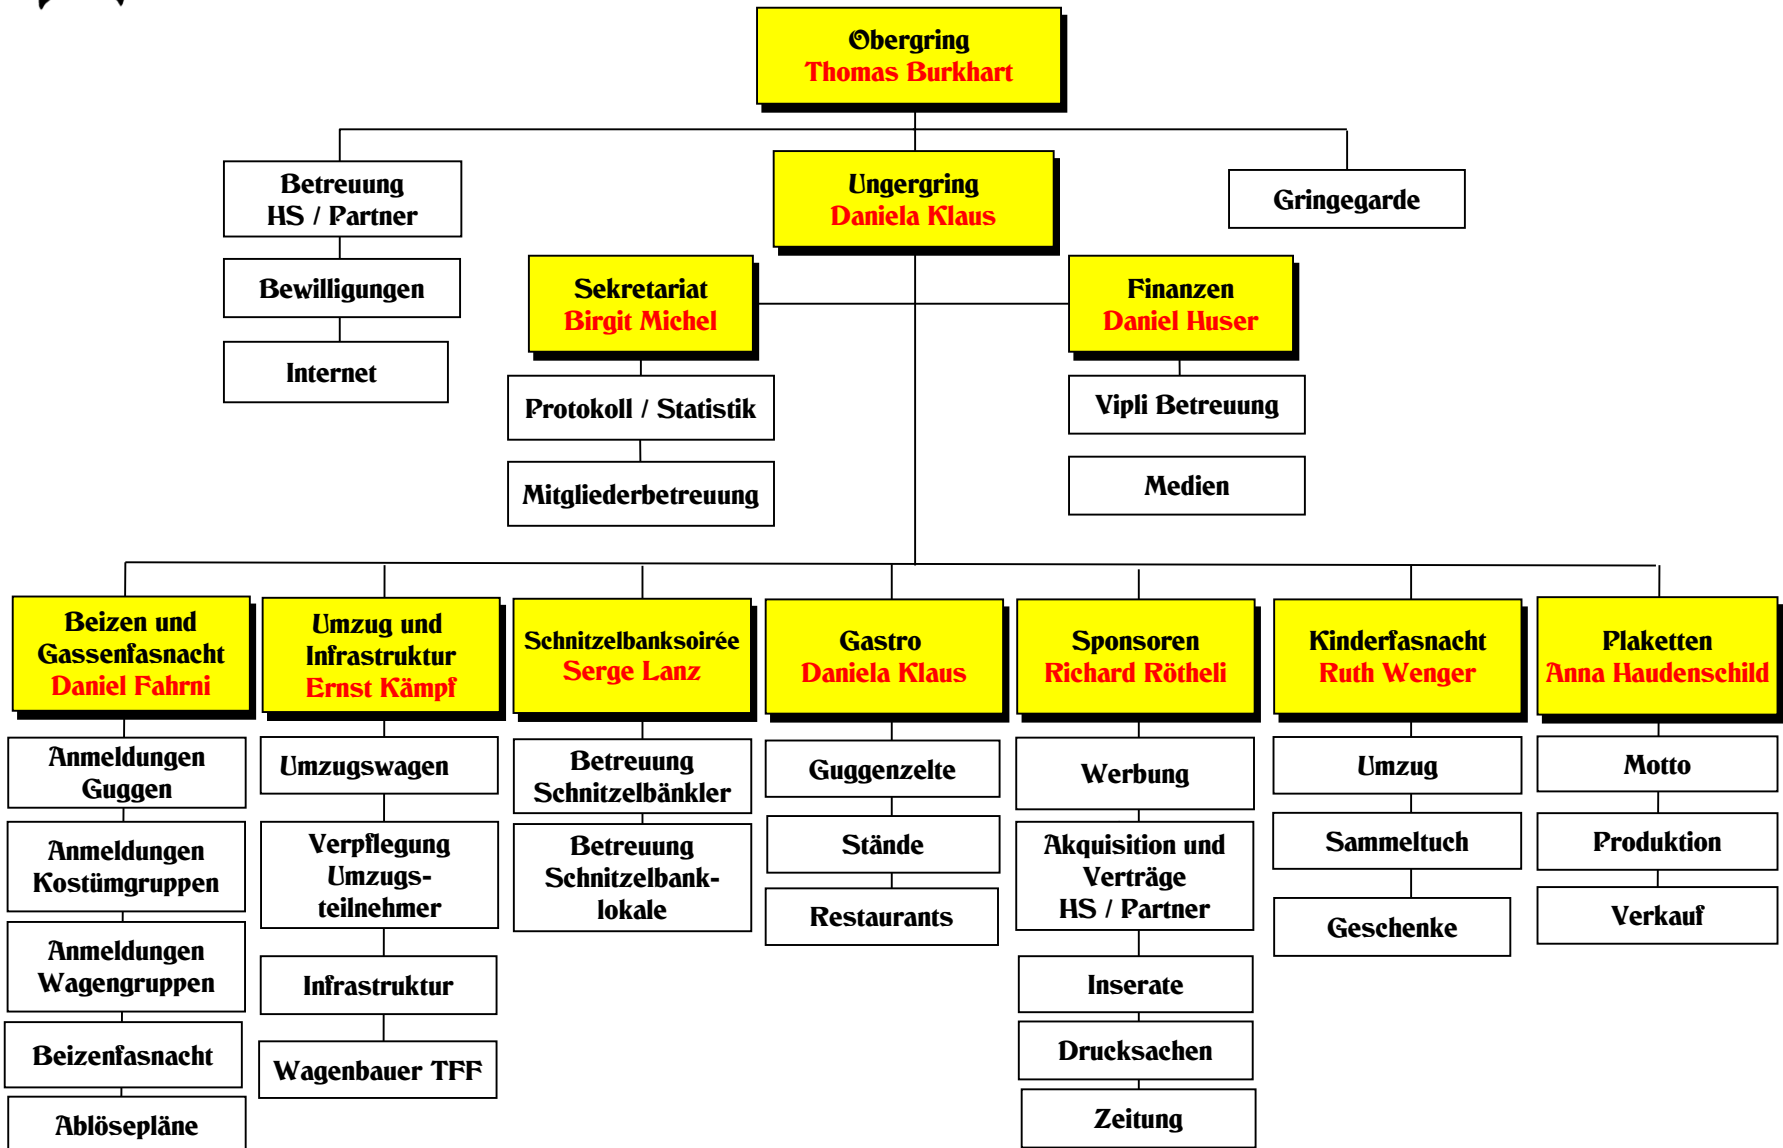 Obergring
Thomas Burkhart
Betreuung
HS / Partner
Ungergring
Daniela Klaus
Gringegarde
Bewilligungen
Sekretariat
Birgit Michel
Finanzen
Daniel Huser
Internet
Protokoll / Statistik
Vipli Betreuung
Mitgliederbetreuung
Medien
Beizen und
Gassenfasnacht
Daniel Fahrni
Anmeldungen
Guggen
Anmeldungen
Kostümgruppen
Anmeldungen
Wagengruppen
Beizenfasnacht
Ablösepläne
Umzug und
Infrastruktur
Ernst Kämpf
Umzugswagen
Verpflegung
Umzugs-
teilnehmer
Infrastruktur
Wagenbauer TFF
Schnitzelbanksoirée
Serge Lanz
Betreuung
Schnitzelbänkler
Betreuung
Schnitzelbank-
lokale
Gastro
Daniela Klaus
Guggenzelte
Stände
Restaurants
Sponsoren
Richard Rötheli
Werbung
Akquisition und
Verträge
HS / Partner
Inserate
Drucksachen
Zeitung
Kinderfasnacht
Ruth Wenger
Umzug
Sammeltuch
Geschenke
Plaketten
Anna Haudenschild
Motto
Produktion
Verkauf